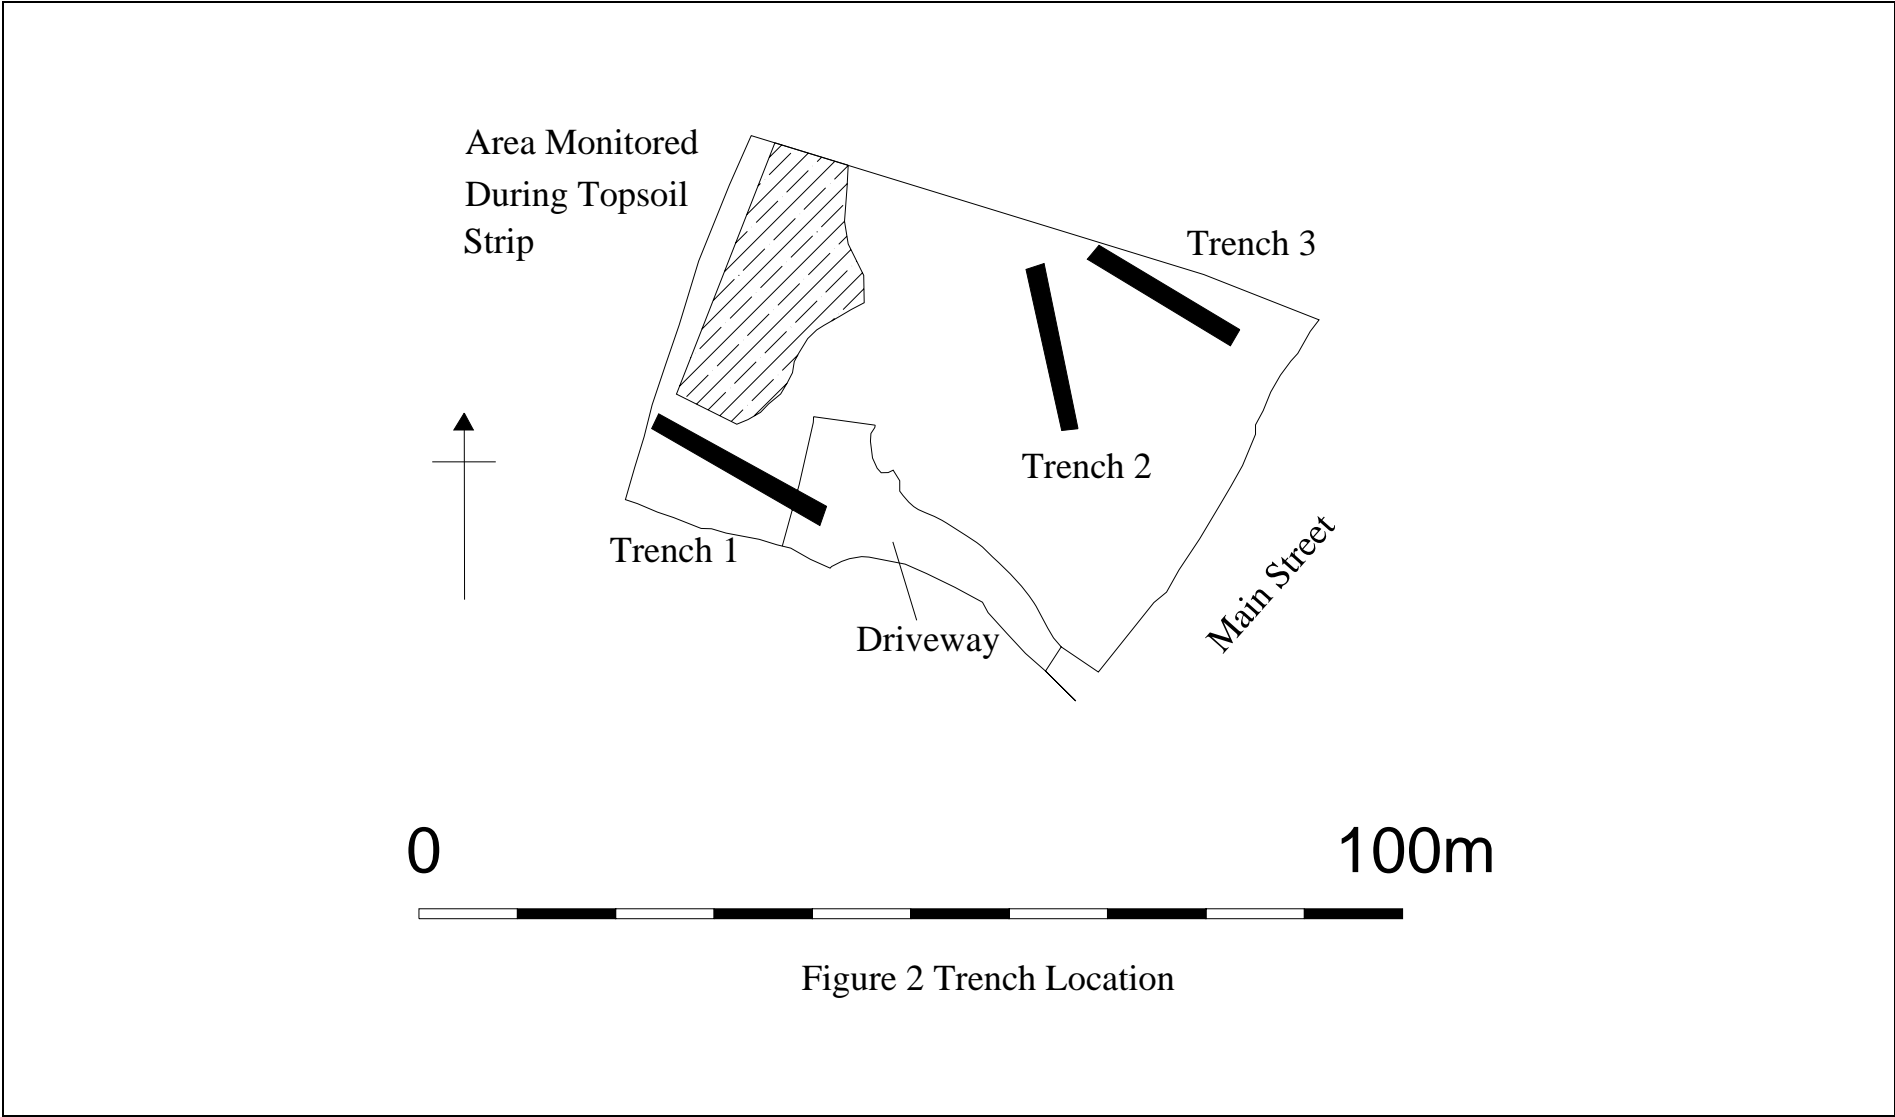 Area Monitored
During Topsoil
Strip
Trench 3
Trench 2
Trench 1
Driveway
Main Street
0
100m
Figure 2 Trench Location